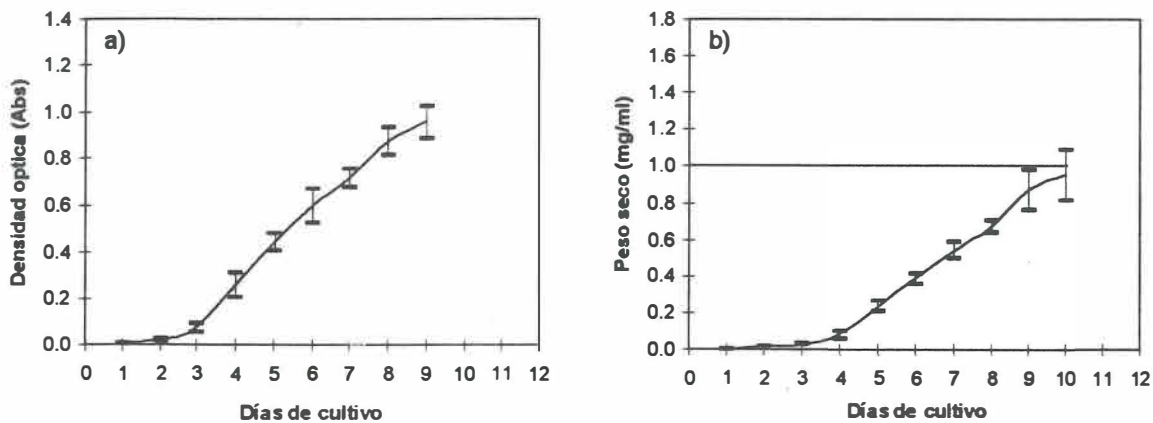 a)
Densidad optica (Abs)
1.4
1.2
1.0
0.8
0.6
0.4
0.2
0.0
0 1 2 3 4 5 6 7 8 9 10 11 12
Días de cultivo
b)
Peso seco (mg/ml)
1.8
1.6
1.4
1.2
1.0
0.8
0.6
0.4
0.2
0.0
0 1 2 3 4 5 6 7 8 9 10 11 12
Días de cultivo